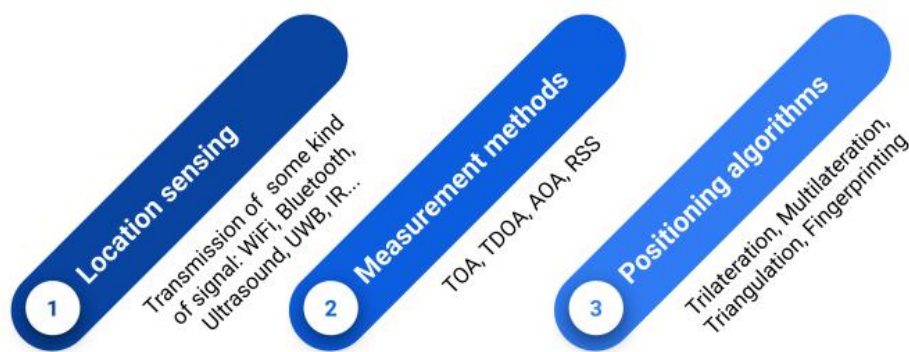 1
Location sensing
Transmission of some kind
of signal: WiFi, Bluetooth,
Ultrasound, UWB, IR...
2
Measurement methods
TOA, TDOA, AOA, RSS
3
Positioning algorithms
Trilateration, Multilateration,
Triangulation, Fingerprinting